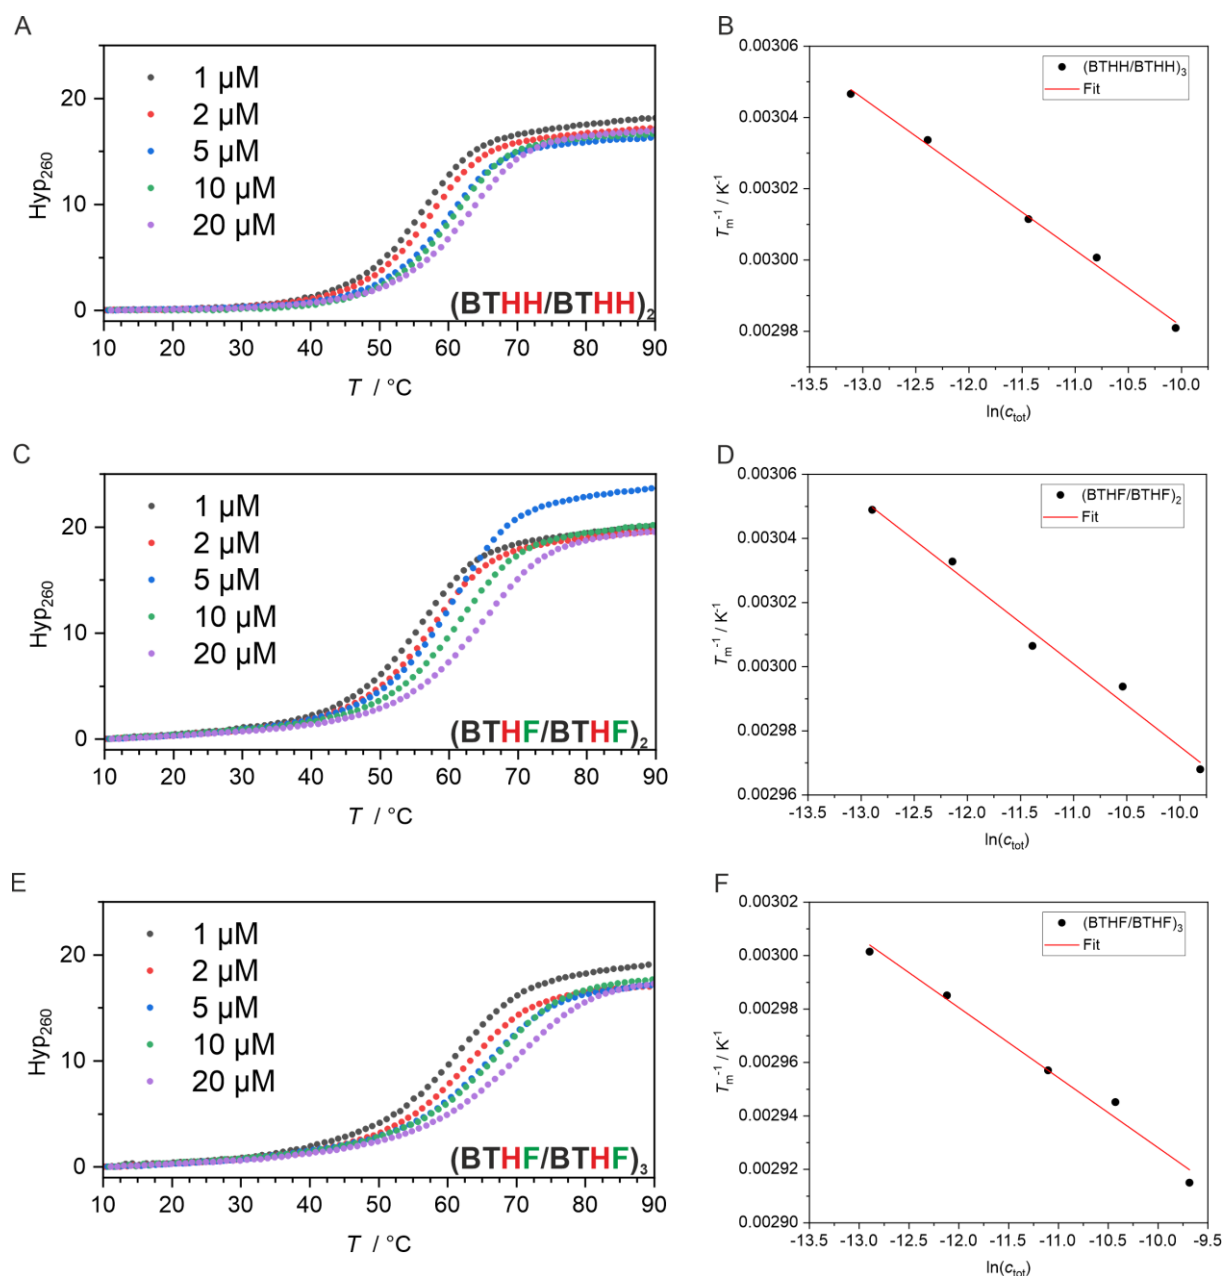 A
20
10
0
Hyp260
1 µM
2 µM
5 µM
10 µM
20 µM
(BTHH/BTHH)2
10 20 30 40 50 60 70 80 90
T / °C
B
0.00306
0.00304
0.00302
0.00300
0.00298
Tm-1 / K-1
(BTHH/BTHH)3
Fit
-13.5 -13.0 -12.5 -12.0 -11.5 -11.0 -10.5 -10.0
ln(ctot)
C
20
10
0
Hyp260
1 µM
2 µM
5 µM
10 µM
20 µM
(BTHF/BTHF)2
10 20 30 40 50 60 70 80 90
T / °C
D
0.00306
0.00304
0.00302
0.00300
0.00298
0.00296
Tm-1 / K-1
(BTHF/BTHF)2
Fit
-13.5 -13.0 -12.5 -12.0 -11.5 -11.0 -10.5 -10.0
ln(ctot)
E
20
10
0
Hyp260
1 µM
2 µM
5 µM
10 µM
20 µM
(BTHF/BTHF)3
10 20 30 40 50 60 70 80 90
T / °C
F
0.00302
0.00300
0.00298
0.00296
0.00294
0.00292
0.00290
Tm-1 / K-1
(BTHF/BTHF)3
Fit
-13.5 -13.0 -12.5 -12.0 -11.5 -11.0 -10.5 -10.0 -9.5
ln(ctot)